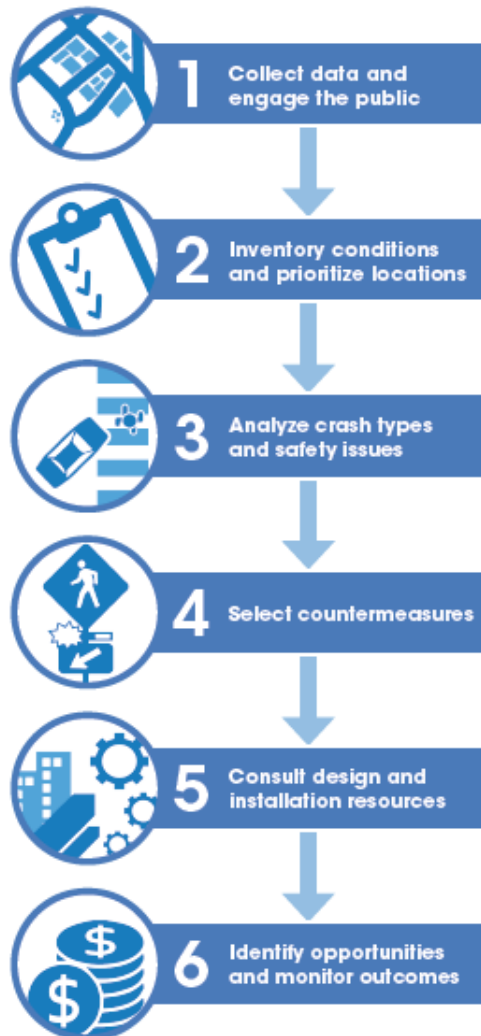 1 Collect data and
engage the public
2 Inventory conditions
and prioritize locations
3 Analyze crash types
and safety issues
4 Select countermeasures
5 Consult design and
installation resources
$
$
6 Identify opportunities
and monitor outcomes